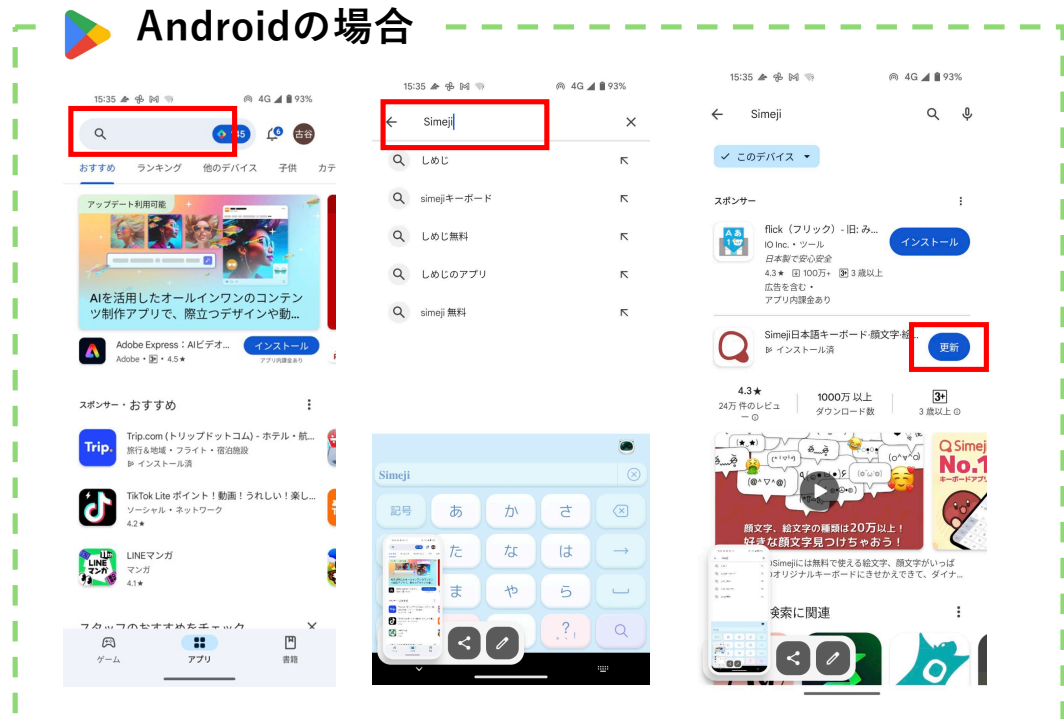 Androidの場合
15:35
4G 93%
45
6
古谷
おすすめ
ランキング
他のデバイス
子供
カテ
アップデート利用可能
AIを活用したオールインワンのコンテン
ツ制作アプリで、際立つデザインや動...
Adobe Express：AIビデオ...
Adobe • 3+ • 4.5★
インストール
アプリ内課金あり
スポンサー・おすすめ
Trip.
Trip.com (トリップドットコム) - ホテル・航...
旅行＆地域・フライト・宿泊施設
インストール済
TikTok Lite ポイント！動画！うれしい！楽し...
ソーシャル・ネットワーク
4.2★
LINE
マンガ
LINEマンガ
マンガ
4.1★
スタッフのおすすめをチェック
ゲーム
アプリ
書籍
15:35
4G 93%
Simeji
しめじ
simejiキーボード
しめじ無料
しめじのアプリ
simeji 無料
Simeji
記号
あ
か
さ
た
な
は
ま
や
ら
15:35
4G 93%
Simeji
このデバイス
スポンサー
flick（フリック）- 旧: み...
IO Inc. • ツール
日本製で安心安全
4.3★ 100万+ 3+ 3 歳以上
広告を含む •
アプリ内課金あり
インストール
Simeji日本語キーボード·顔文字·絵...
インストール済
更新
4.3★
24万 件のレビュ
ー
1000万 以上
ダウンロード数
3+
3 歳以上
顔文字、絵文字の種類は20万以上！
好きな顔文字見つけちゃおう！
Simej
No.1
キーボードアプ
Simejiには無料で使える絵文字、顔文字がいっぱ
オリジナルキーボードにきせかえできて、ダイナ...
検索に関連